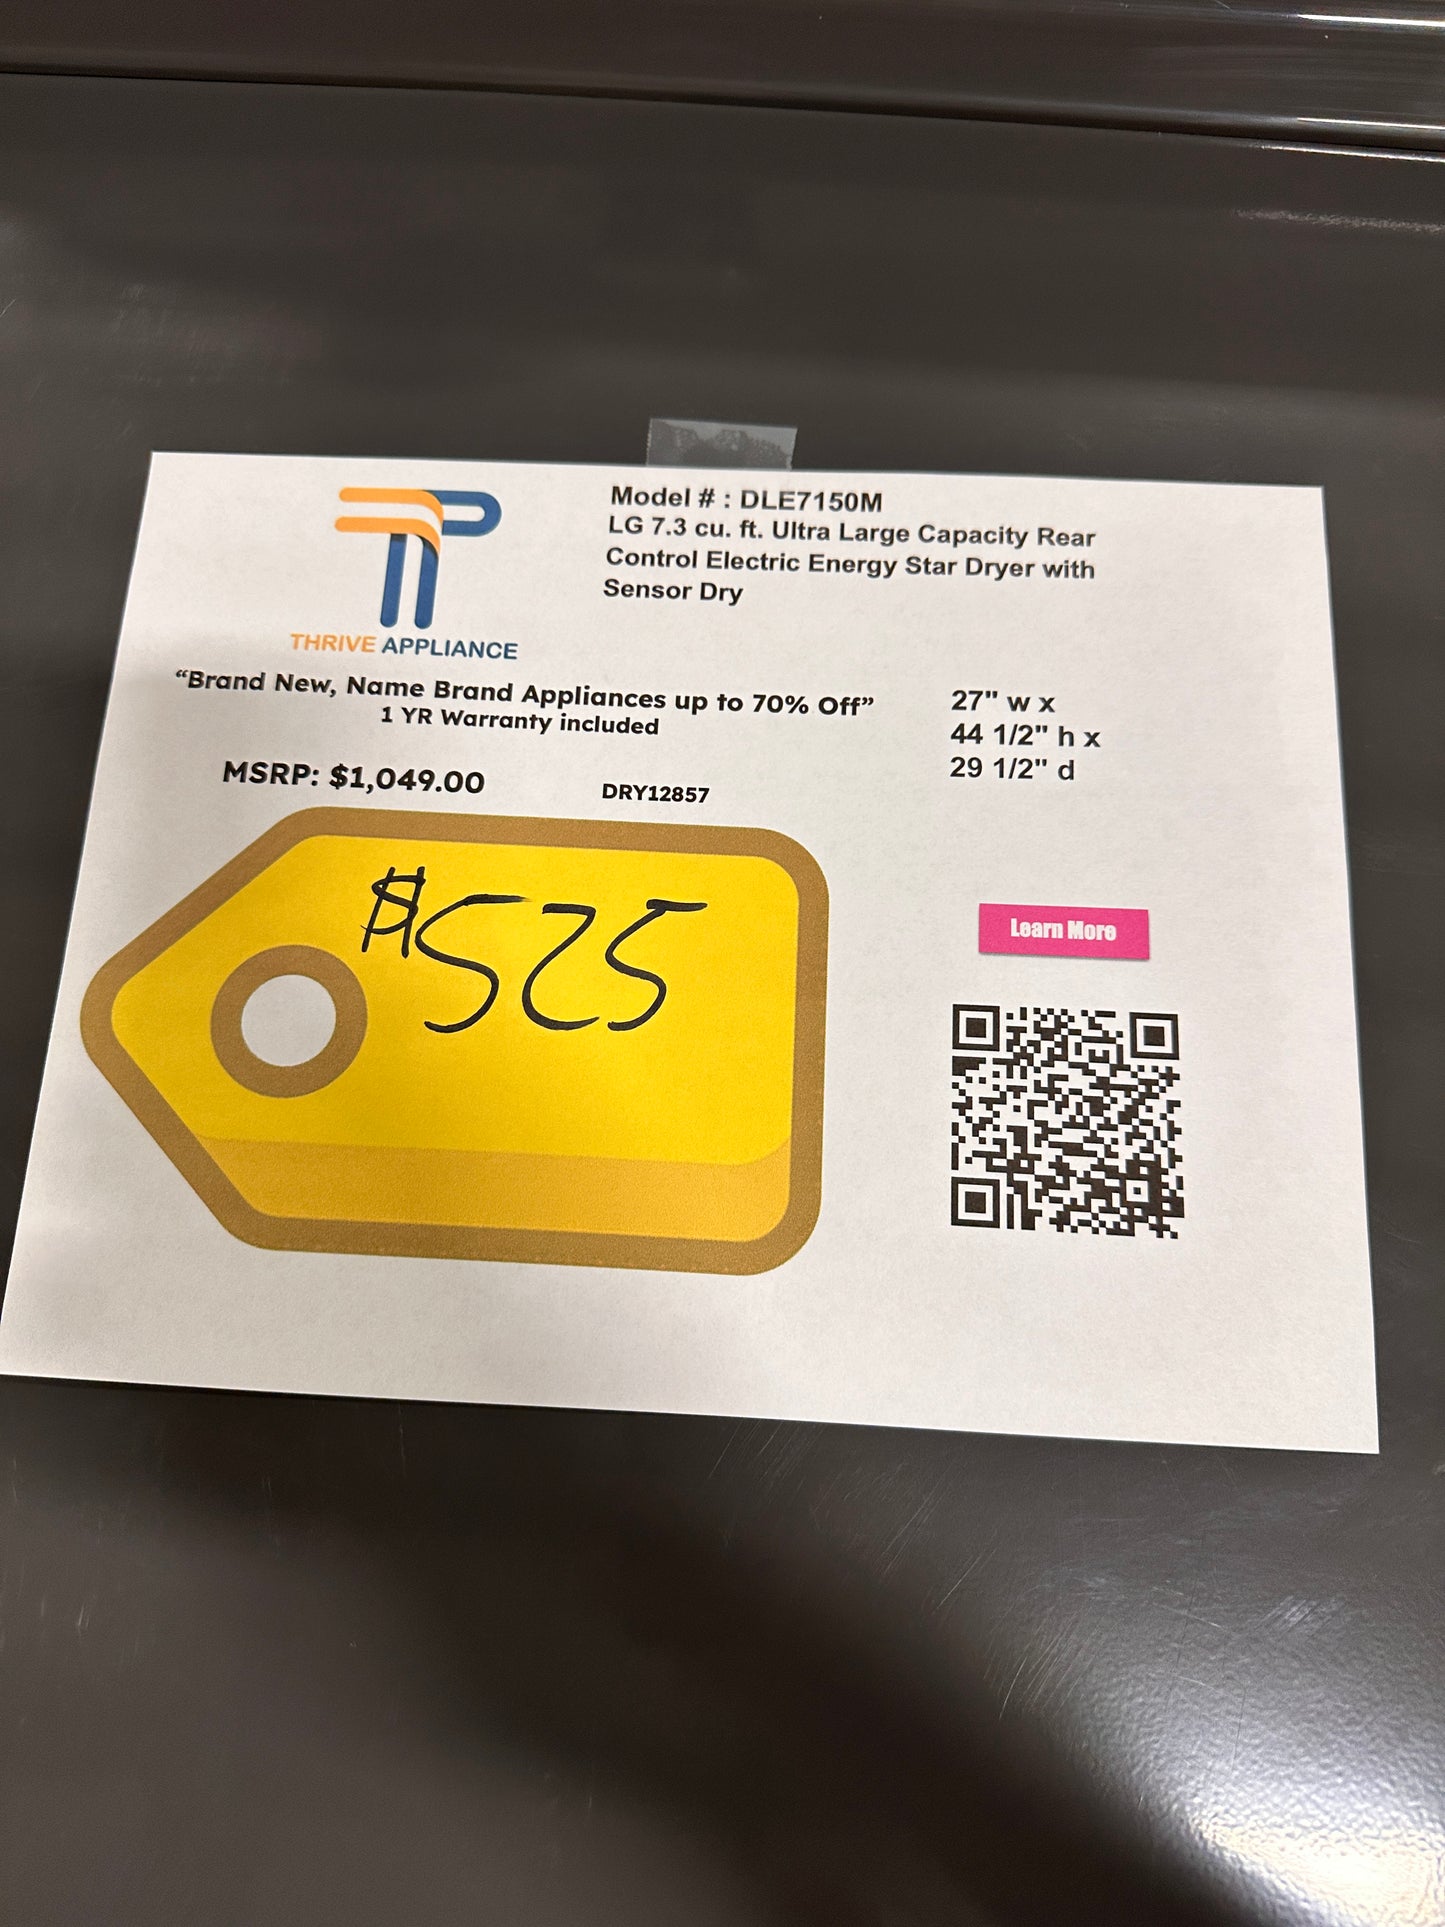 Model # : DLE7150M
LG 7.3 cu. ft. Ultra Large Capacity Rear
Control Electric Energy Star Dryer with
Sensor Dry
TP
THRIVE APPLIANCE
“Brand New, Name Brand Appliances up to 70% Off”
1 YR Warranty included
27" w x
44 1/2" h x
29 1/2" d
MSRP: $1,049.00
DRY12857
$525
Learn More